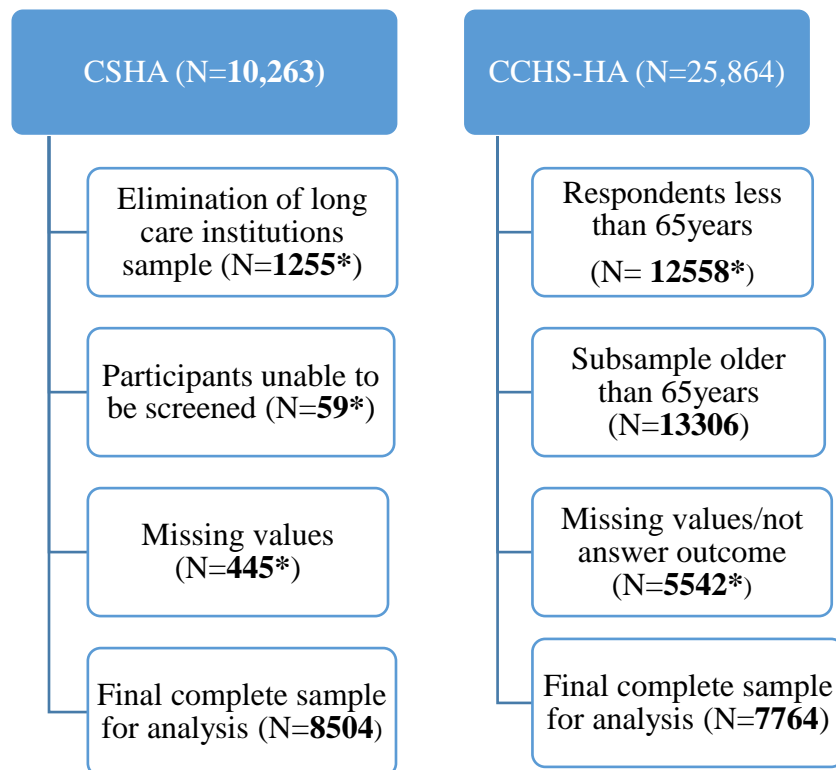 CSHA (N=10,263)
Elimination of long
care institutions
sample (N=1255*)
Participants unable to
be screened (N=59*)
Missing values
(N=445*)
Final complete sample
for analysis (N=8504)
CCHS-HA (N=25,864)
Respondents less
than 65years
(N= 12558*)
Subsample older
than 65years
(N=13306)
Missing values/not
answer outcome
(N=5542*)
Final complete sample
for analysis (N=7764)